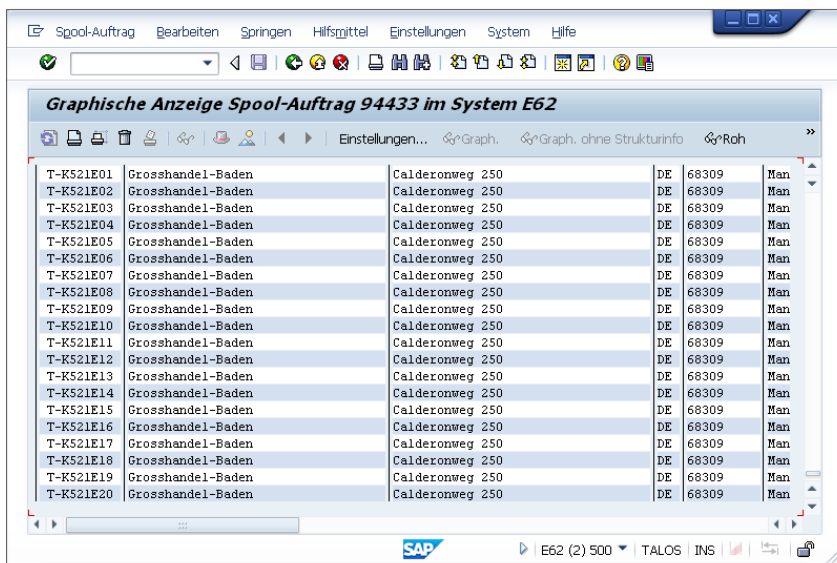 Spool-Auftrag Bearbeiten Springen Hilfsmittel Einstellungen System Hilfe
Graphische Anzeige Spool-Auftrag 94433 im System E62
Einstellungen... Graph. Graph. ohne Strukturinfo Roh »
T-K521E01 Grosshandel-Baden Calderonweg 250 DE 68309 Man
T-K521E02 Grosshandel-Baden Calderonweg 250 DE 68309 Man
T-K521E03 Grosshandel-Baden Calderonweg 250 DE 68309 Man
T-K521E04 Grosshandel-Baden Calderonweg 250 DE 68309 Man
T-K521E05 Grosshandel-Baden Calderonweg 250 DE 68309 Man
T-K521E06 Grosshandel-Baden Calderonweg 250 DE 68309 Man
T-K521E07 Grosshandel-Baden Calderonweg 250 DE 68309 Man
T-K521E08 Grosshandel-Baden Calderonweg 250 DE 68309 Man
T-K521E09 Grosshandel-Baden Calderonweg 250 DE 68309 Man
T-K521E10 Grosshandel-Baden Calderonweg 250 DE 68309 Man
T-K521E11 Grosshandel-Baden Calderonweg 250 DE 68309 Man
T-K521E12 Grosshandel-Baden Calderonweg 250 DE 68309 Man
T-K521E13 Grosshandel-Baden Calderonweg 250 DE 68309 Man
T-K521E14 Grosshandel-Baden Calderonweg 250 DE 68309 Man
T-K521E15 Grosshandel-Baden Calderonweg 250 DE 68309 Man
T-K521E16 Grosshandel-Baden Calderonweg 250 DE 68309 Man
T-K521E17 Grosshandel-Baden Calderonweg 250 DE 68309 Man
T-K521E18 Grosshandel-Baden Calderonweg 250 DE 68309 Man
T-K521E19 Grosshandel-Baden Calderonweg 250 DE 68309 Man
T-K521E20 Grosshandel-Baden Calderonweg 250 DE 68309 Man
SAP E62 (2) 500 TALOS INS